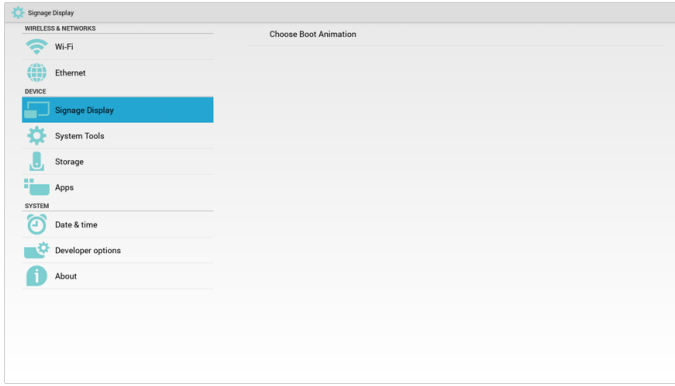 Signage Display
WIRELESS & NETWORKS
Wi-Fi
Ethernet
DEVICE
Signage Display
System Tools
Storage
Apps
SYSTEM
Date & time
Developer options
About
Choose Boot Animation